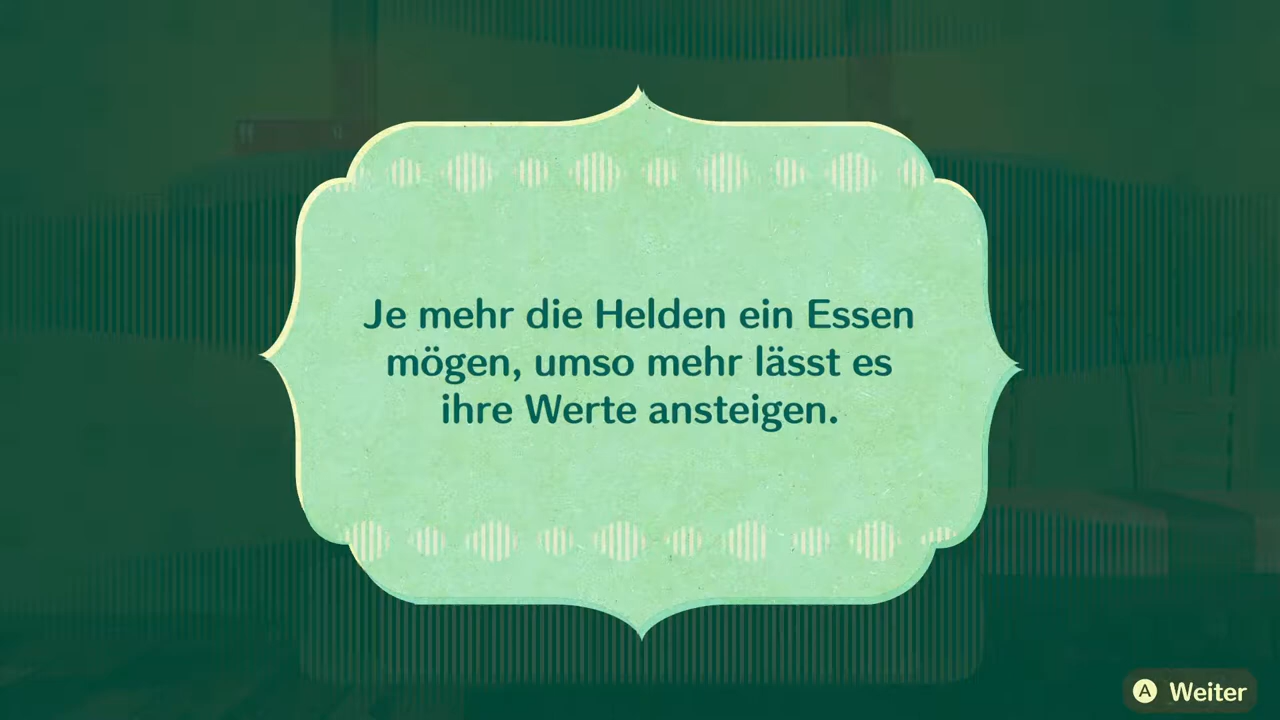 Je mehr die Helden ein Essen
mögen, umso mehr lässt es
ihre Werte ansteigen.
A Weiter